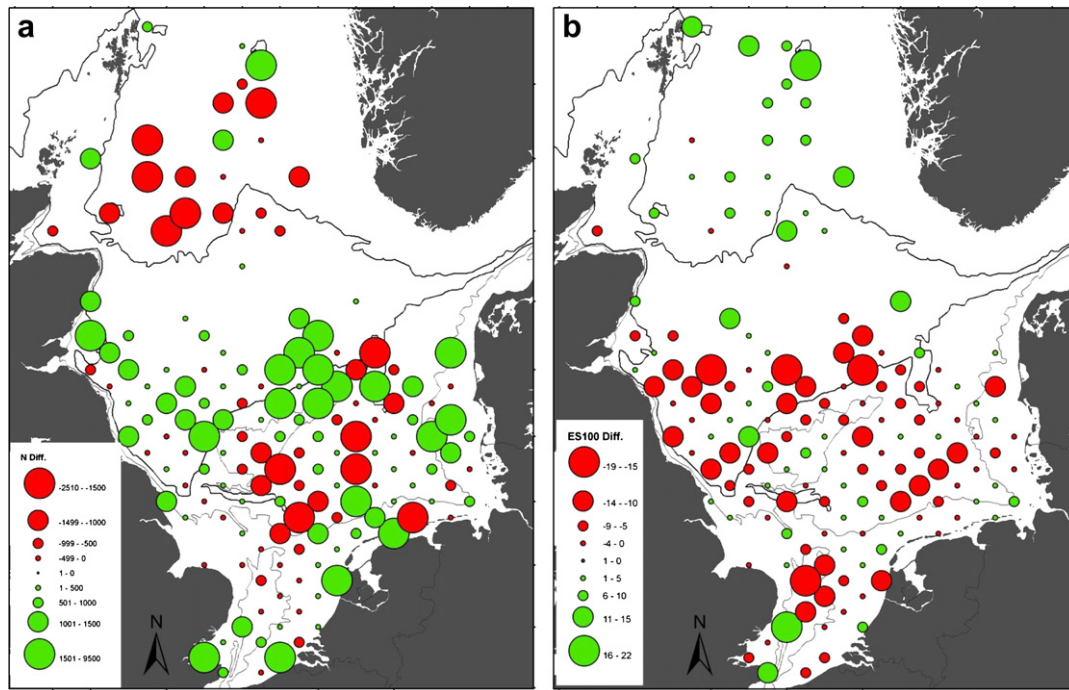 a
N Diff.
-2510 - -1500
-1499 - -1000
-999 - -500
-499 - 0
1 - 0
1 - 500
501 - 1000
1001 - 1500
1501 - 9500
N
b
ES100 Diff.
-19 - -15
-14 - -10
-9 - -5
-4 - 0
1 - 0
1 - 5
6 - 10
11 - 15
16 - 22
N